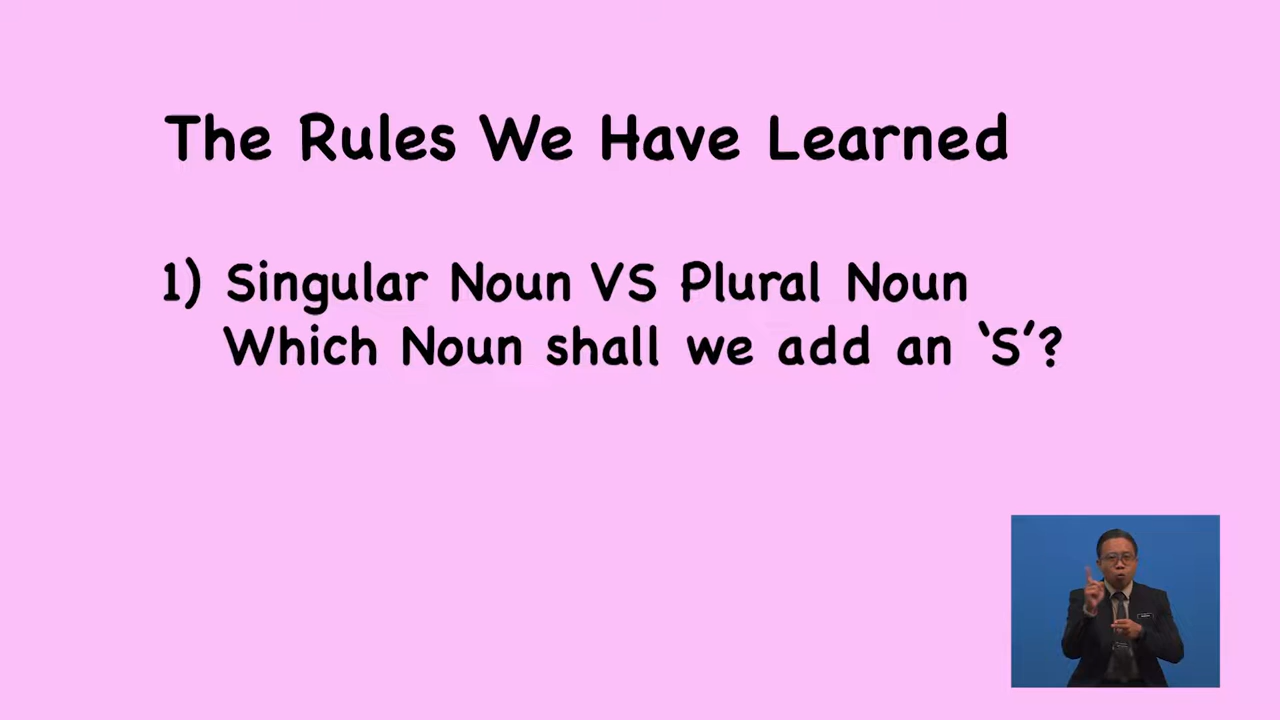 The Rules We Have Learned
1) Singular Noun VS Plural Noun
Which Noun shall we add an ‘S’?